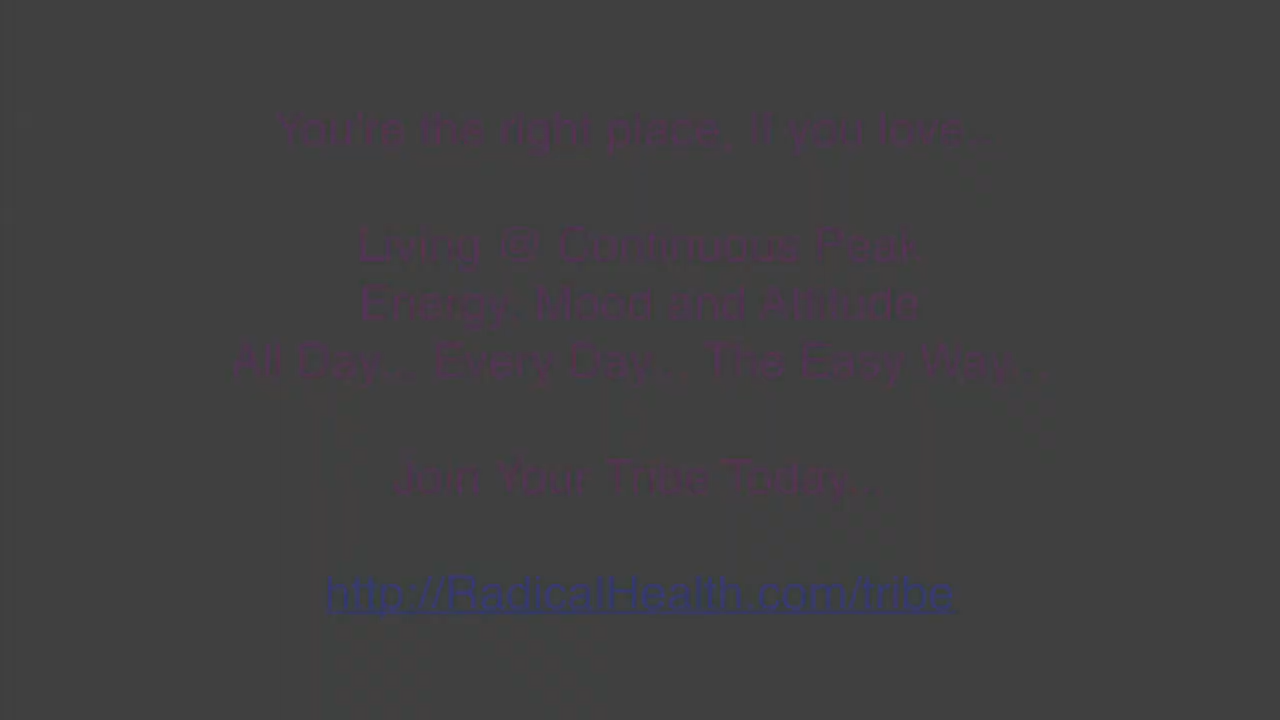 You're the right place, if you love...
Living @ Continuous Peak
Energy, Mood and Attitude
All Day... Every Day... The Easy Way...
Join Your Tribe Today...
http://RadicalHealth.com/tribe